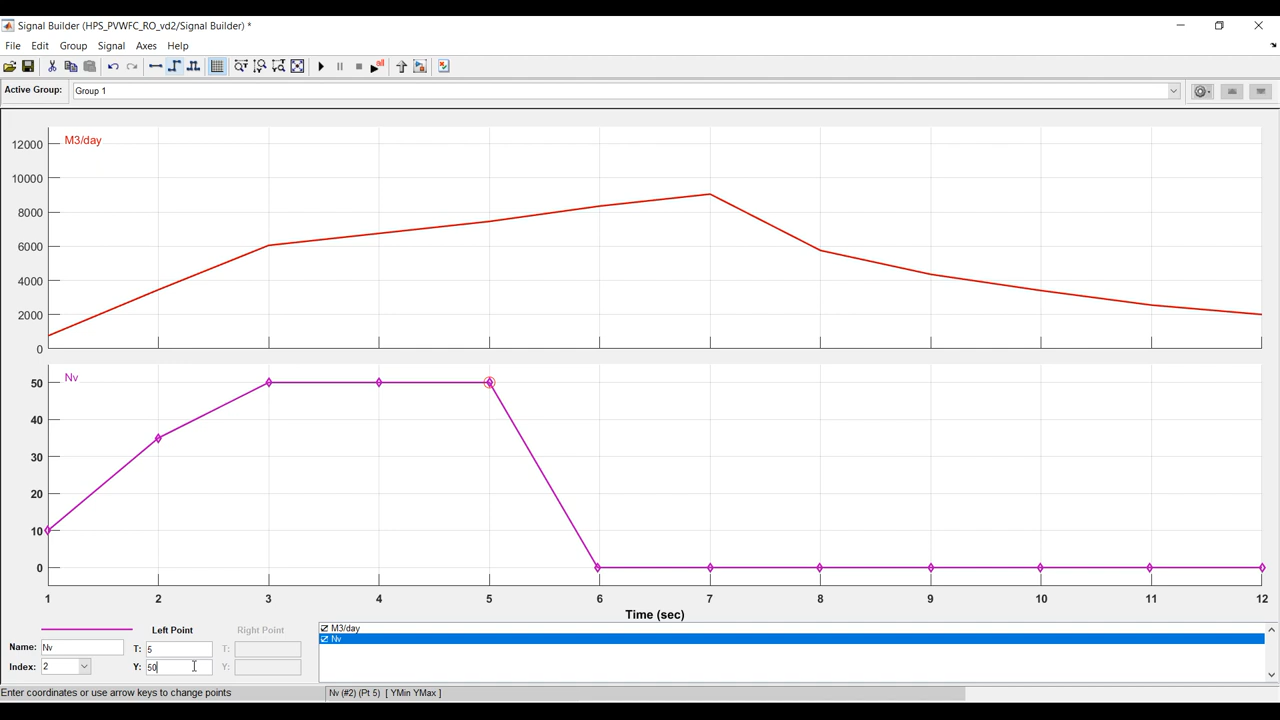 Signal Builder (HPS_PVWFC_RO_vd2/Signal Builder) *
File Edit Group Signal Axes Help
all
Active Group: Group 1
M3/day
12000
10000
8000
6000
4000
2000
0
Nv
50
40
30
20
10
0
1 2 3 4 5 6 7 8 9 10 11 12
Time (sec)
Left Point Right Point
Name: Nv T: 5 T:
Index: 2 Y: 50 Y:
M3/day
Nv
Enter coordinates or use arrow keys to change points
Nv (#2) (Pt 5) [ YMin YMax ]